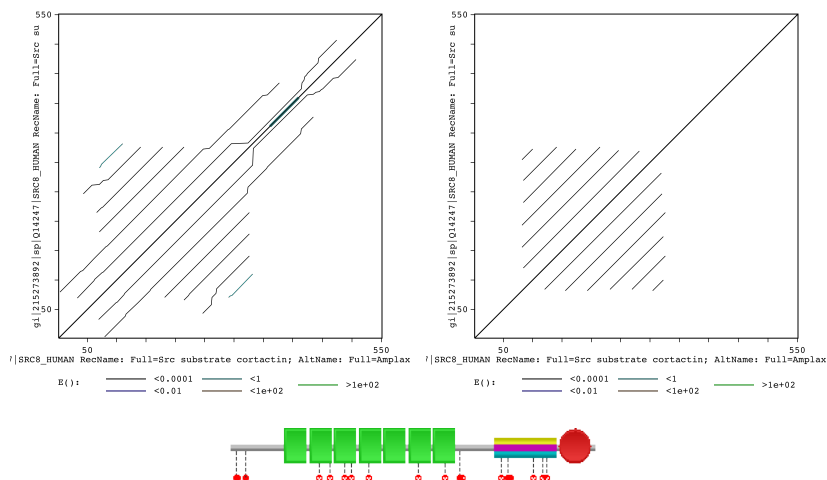 550
50
gi|215273892|sp|Q14247|SRC8_HUMAN RecName: Full=Src su
50
550
7|SRC8_HUMAN RecName: Full=Src substrate cortactin; AltName: Full=Amplax
E():
<0.0001
<0.01
<1
<1e+02
>1e+02
550
50
gi|215273892|sp|Q14247|SRC8_HUMAN RecName: Full=Src su
50
550
7|SRC8_HUMAN RecName: Full=Src substrate cortactin; AltName: Full=Amplax
E():
<0.0001
<0.01
<1
<1e+02
>1e+02